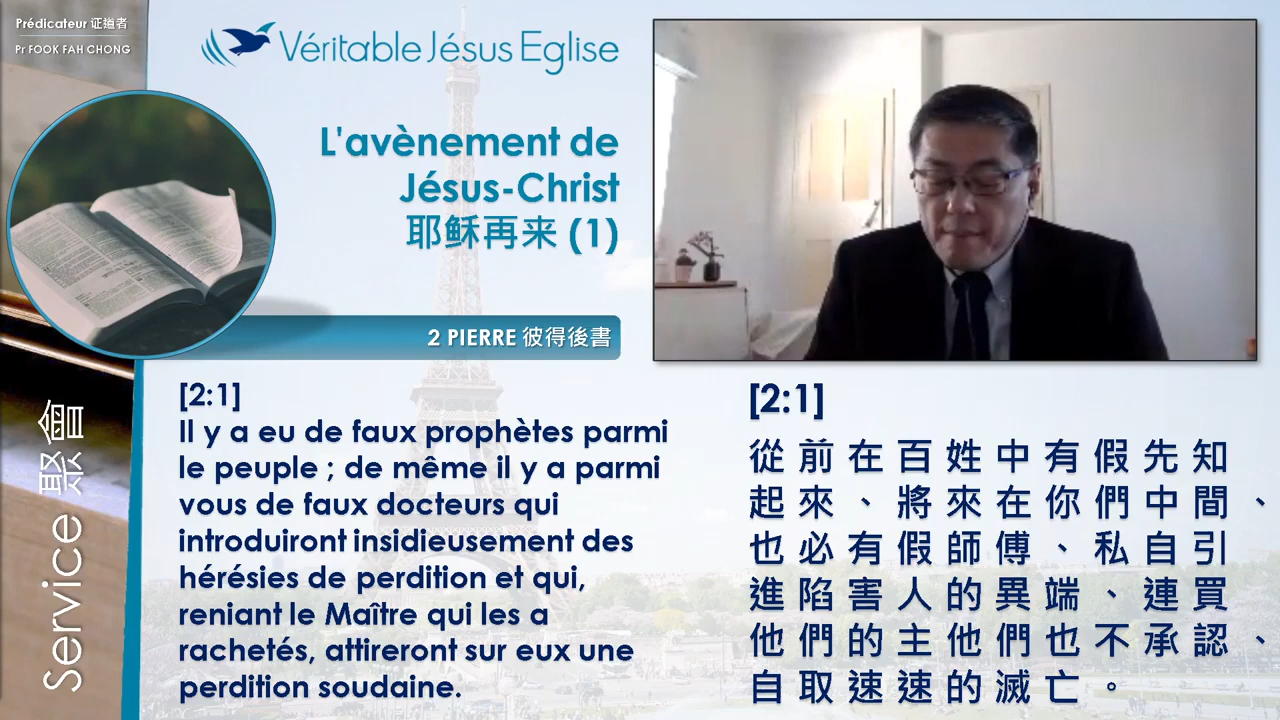 Prédicateur 证道者
Pr FOOK FAH CHONG
Véritable Jésus Eglise
L'avènement de
Jésus-Christ
耶稣再来 (1)
2 PIERRE 彼得後書
Service 聚會
[2:1]
Il y a eu de faux prophètes parmi
le peuple ; de même il y a parmi
vous de faux docteurs qui
introduiront insidieusement des
hérésies de perdition et qui,
reniant le Maître qui les a
rachetés, attireront sur eux une
perdition soudaine.
[2:1]
從前在百姓中有假先知
起來、將來在你們中間、
也必有假師傅、私自引
進陷害人的異端、連買
他們的主他們也不承認、
自取速速的滅亡。